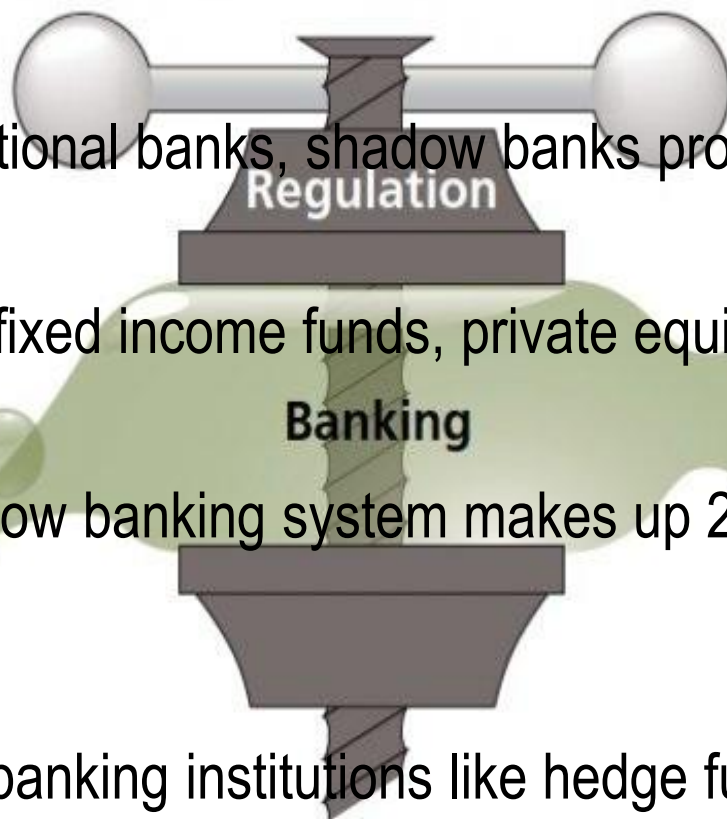 tional banks, shadow banks pro
Regulation
fixed income funds, private equi
Banking
ow banking system makes up 2
banking institutions like hedge fu